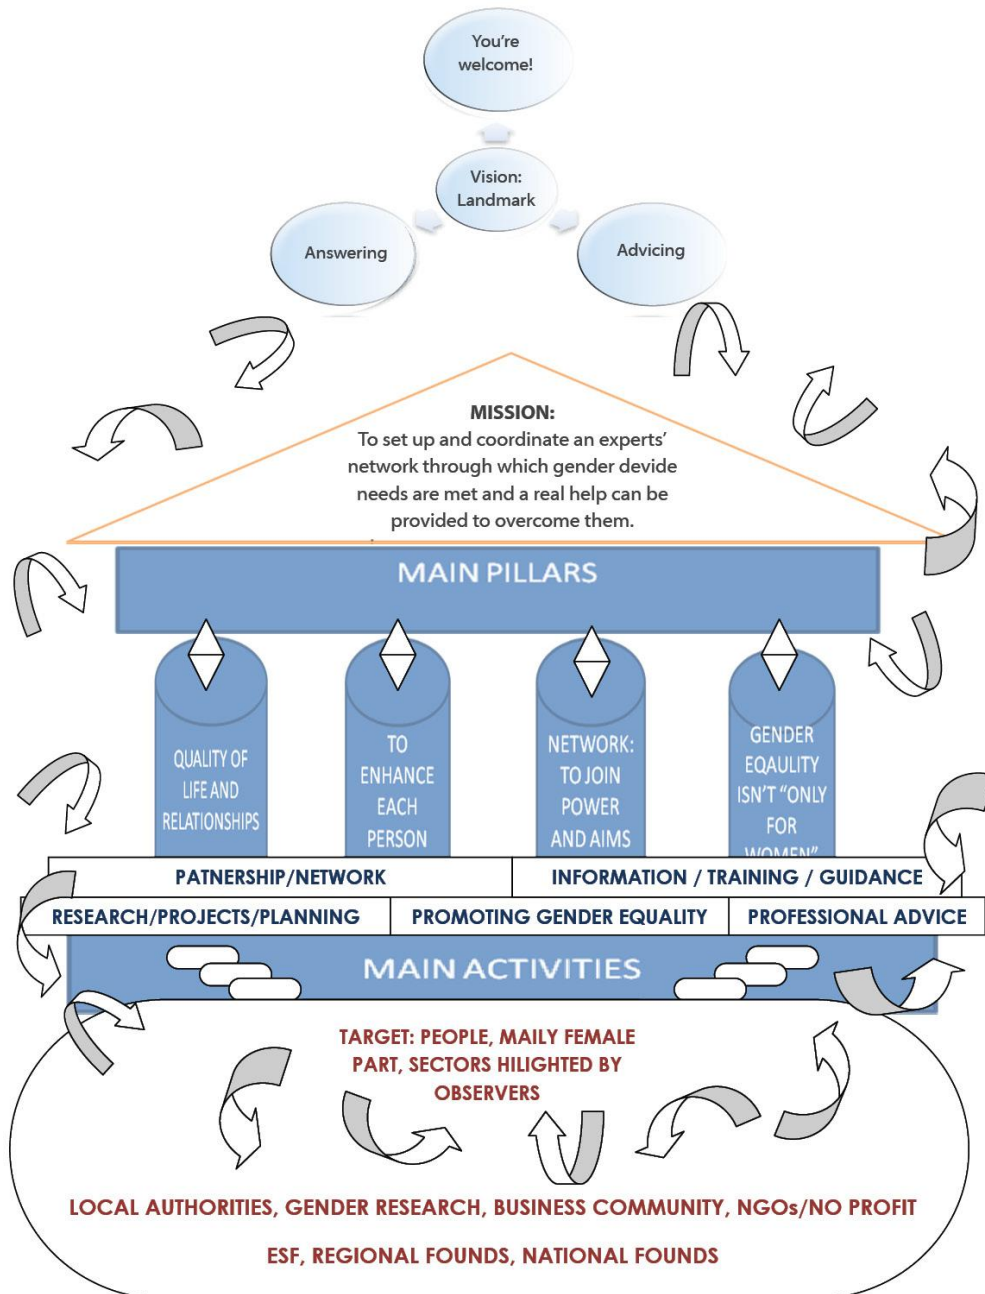 You're
welcome!
Vision:
Landmark
Answering
Advicing
MISSION:
To set up and coordinate an experts'
network through which gender devide
needs are met and a real help can be
provided to overcome them.
MAIN PILLARS
QUALITY OF
LIFE AND
RELATIONSHIPS
TO
ENHANCE
EACH
PERSON
NETWORK:
TO JOIN
POWER
AND AIMS
GENDER
EQAULITY
ISN'T "ONLY
FOR
WOMEN"
PATNERSHIP/NETWORK
INFORMATION / TRAINING / GUIDANCE
RESEARCH/PROJECTS/PLANNING
PROMOTING GENDER EQUALITY
PROFESSIONAL ADVICE
MAIN ACTIVITIES
TARGET: PEOPLE, MAILY FEMALE
PART, SECTORS HILIGHTED BY
OBSERVERS
LOCAL AUTHORITIES, GENDER RESEARCH, BUSINESS COMMUNITY, NGOs/NO PROFIT
ESF, REGIONAL FOUNDS, NATIONAL FOUNDS